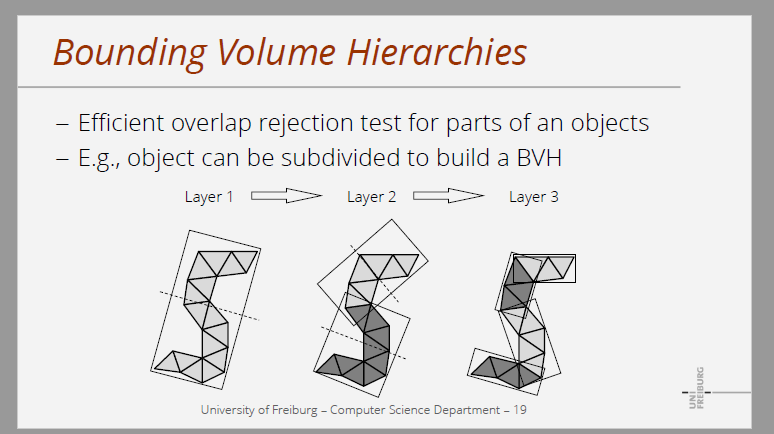 Bounding Volume Hierarchies
– Efficient overlap rejection test for parts of an objects
– E.g., object can be subdivided to build a BVH
Layer 1
Layer 2
Layer 3
University of Freiburg – Computer Science Department – 19
UNI
FREIBURG